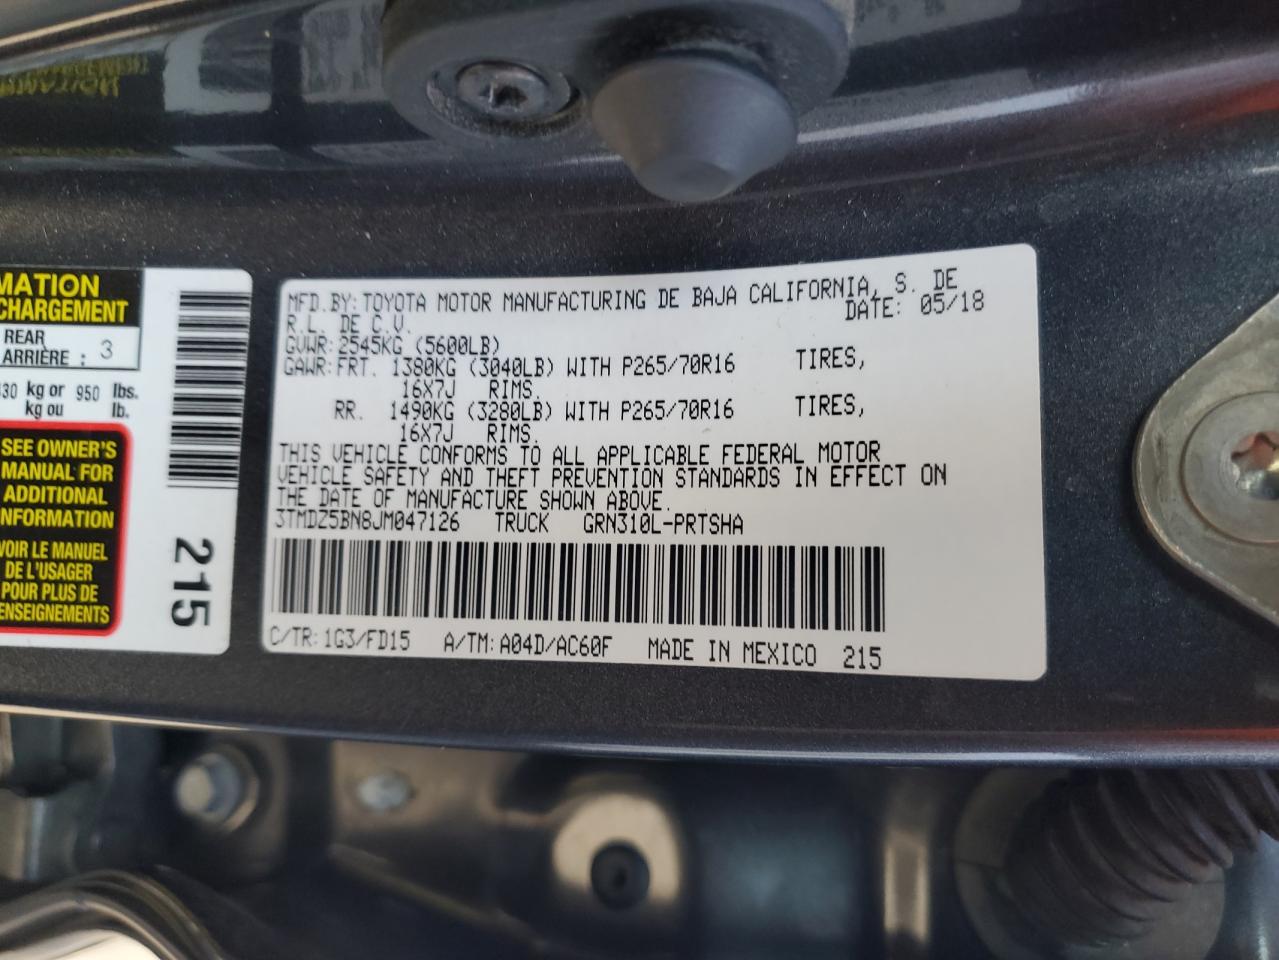 MATION
CHARGEMENT
REAR
ARRIÈRE : 3
430 kg or 950 lbs.
kg ou lb.
SEE OWNER'S
MANUAL FOR
ADDITIONAL
INFORMATION
VOIR LE MANUEL
DE L'USAGER
POUR PLUS DE
RENSEIGNEMENTS
215
MFD. BY: TOYOTA MOTOR MANUFACTURING DE BAJA CALIFORNIA, S. DE
R.L. DE C.V. DATE: 05/18
GVWR: 2545KG (5600LB)
GAWR: FRT. 1380KG (3040LB) WITH P265/70R16 TIRES,
16X7J RIMS.
RR. 1490KG (3280LB) WITH P265/70R16 TIRES,
16X7J RIMS.
THIS VEHICLE CONFORMS TO ALL APPLICABLE FEDERAL MOTOR
VEHICLE SAFETY AND THEFT PREVENTION STANDARDS IN EFFECT ON
THE DATE OF MANUFACTURE SHOWN ABOVE.
3TMDZ5BN8JM047126 TRUCK GRN310L-PRTSHA
C/TR: 1G3/FD15 A/TM: A04D/AC60F MADE IN MEXICO 215